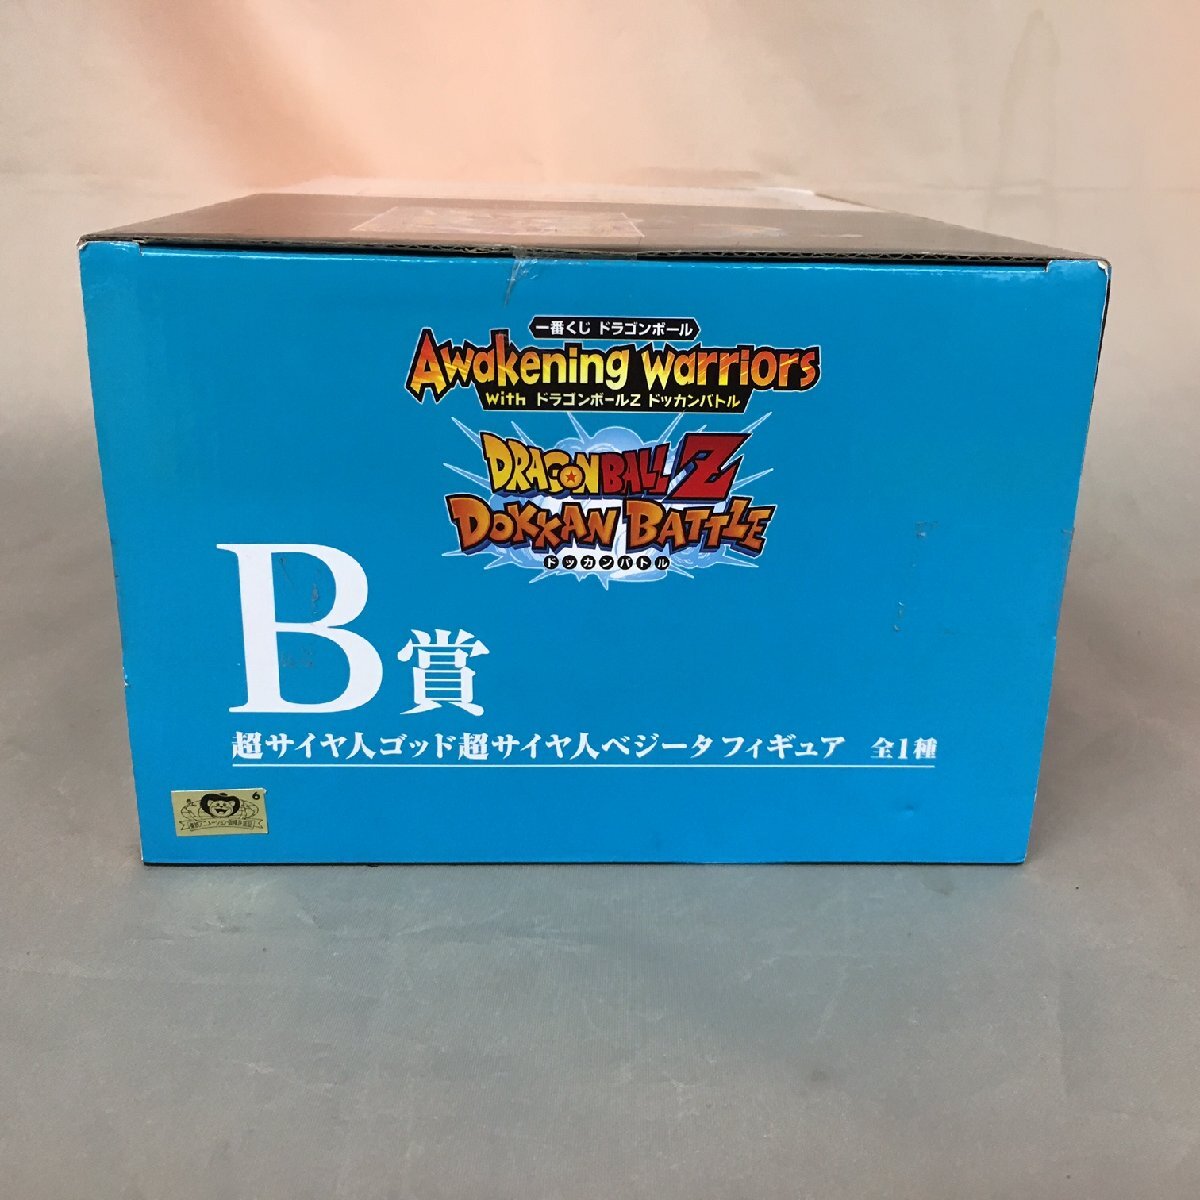 一番くじ ドラゴンボール
Awakening warriors
with ドラゴンボールZ ドッカンバトル
DRAGONBALL Z
DOKKAN BATTLE
ドッカンバトル
B賞
超サイヤ人ゴッド超サイヤ人ベジータ フィギュア 全1種
6